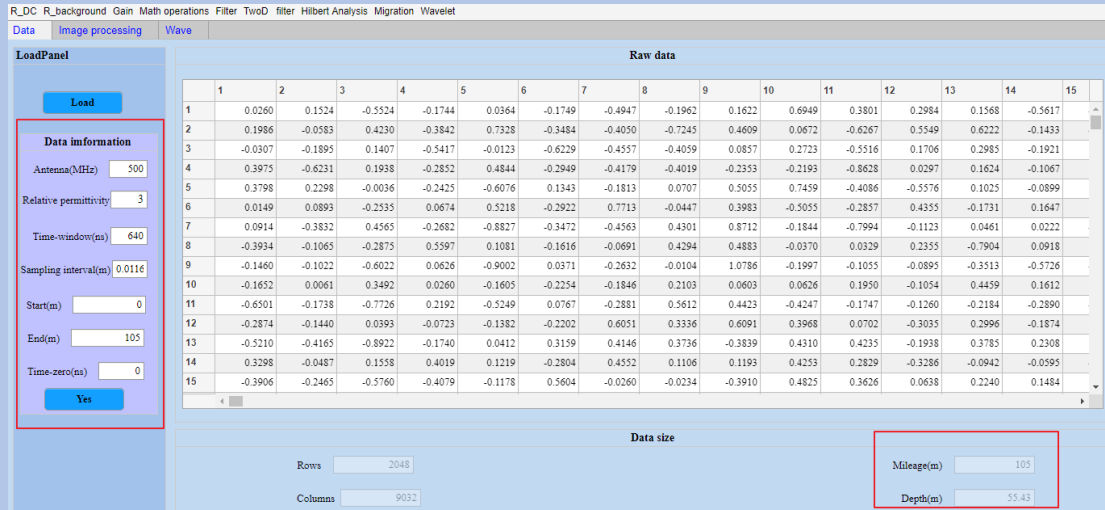 R_DC R_background Gain Math operations Filter TwoD filter Hilbert Analysis Migration Wavelet
Data Image processing Wave
LoadPanel
Load
Data imformation
Antenna(MHz) 500
Relative permittivity 3
Time-window(ns) 640
Sampling interval(m) 0.0116
Start(m) 0
End(m) 105
Time-zero(ns) 0
Yes
Raw data
1 2 3 4 5 6 7 8 9 10 11 12 13 14 15
1 0.0260 0.1524 -0.5524 -0.1744 0.0364 -0.1749 -0.4947 -0.1962 0.1622 0.6949 0.3801 0.2984 0.1568 -0.5617
2 0.1986 -0.0583 0.4230 -0.3842 0.7328 -0.3484 -0.4050 -0.7245 0.4609 0.0672 -0.6267 0.5549 0.6222 -0.1433
3 -0.0307 -0.1895 0.1407 -0.5417 -0.0123 -0.6229 -0.4557 -0.4059 0.0857 0.2723 -0.5516 0.1706 0.2985 -0.1921
4 0.3975 -0.6231 0.1938 -0.2852 0.4844 -0.2949 -0.4179 -0.4019 -0.2353 -0.2193 -0.8628 0.0297 0.1624 -0.1067
5 0.3798 0.2298 -0.0036 -0.2425 -0.6076 0.1343 -0.1813 0.0707 0.5055 0.7459 -0.4086 -0.5576 0.1025 -0.0899
6 0.0149 0.0893 -0.2535 0.0674 0.5218 -0.2922 0.7713 -0.0447 0.3983 -0.5055 -0.2857 0.4355 -0.1731 0.1647
7 0.0914 -0.3832 0.4565 -0.2682 -0.8827 -0.3472 -0.4563 0.4301 0.8712 -0.1844 -0.7994 -0.1123 0.0461 0.0222
8 -0.3934 -0.1065 -0.2875 0.5597 0.1081 -0.1616 -0.0691 0.4294 0.4883 -0.0370 0.0329 0.2355 -0.7904 0.0918
9 -0.1460 -0.1022 -0.6022 0.0626 -0.9002 0.0371 -0.2632 -0.0104 1.0786 -0.1997 -0.1055 -0.0895 -0.3513 -0.5726
10 -0.1652 0.0061 0.3492 0.0260 -0.1605 -0.2254 -0.1846 0.2103 0.0603 0.0626 0.1950 -0.1054 0.4459 0.1612
11 -0.6501 -0.1738 -0.7726 0.2192 -0.5249 0.0767 -0.2881 0.5612 0.4423 -0.4247 -0.1747 -0.1260 -0.2184 -0.2890
12 -0.2874 -0.1440 0.0393 -0.0723 -0.1382 -0.2202 0.6051 0.3336 0.6091 0.3968 0.0702 -0.3035 0.2996 -0.1874
13 -0.5210 -0.4165 -0.8922 -0.1740 0.0412 0.3159 0.4146 0.3736 -0.3839 0.4310 0.4235 -0.1938 0.3785 0.2308
14 0.3298 -0.0487 0.1558 0.4019 0.1219 -0.2804 0.4552 0.1106 0.1193 0.4253 0.2829 -0.3286 -0.0942 -0.0595
15 -0.3906 -0.2465 -0.5760 -0.4079 -0.1178 0.5604 -0.0260 -0.0234 -0.3910 0.4825 0.3626 0.0638 0.2240 0.1484
Data size
Rows 2048 Mileage(m) 105
Columns 9032 Depth(m) 55.43